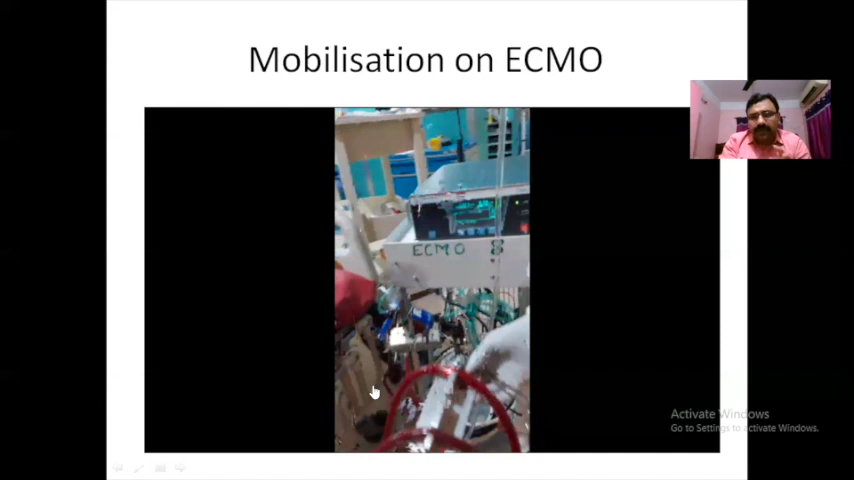 Mobilisation on ECMO
ECMO 8
Activate Windows
Go to Settings to activate Windows.